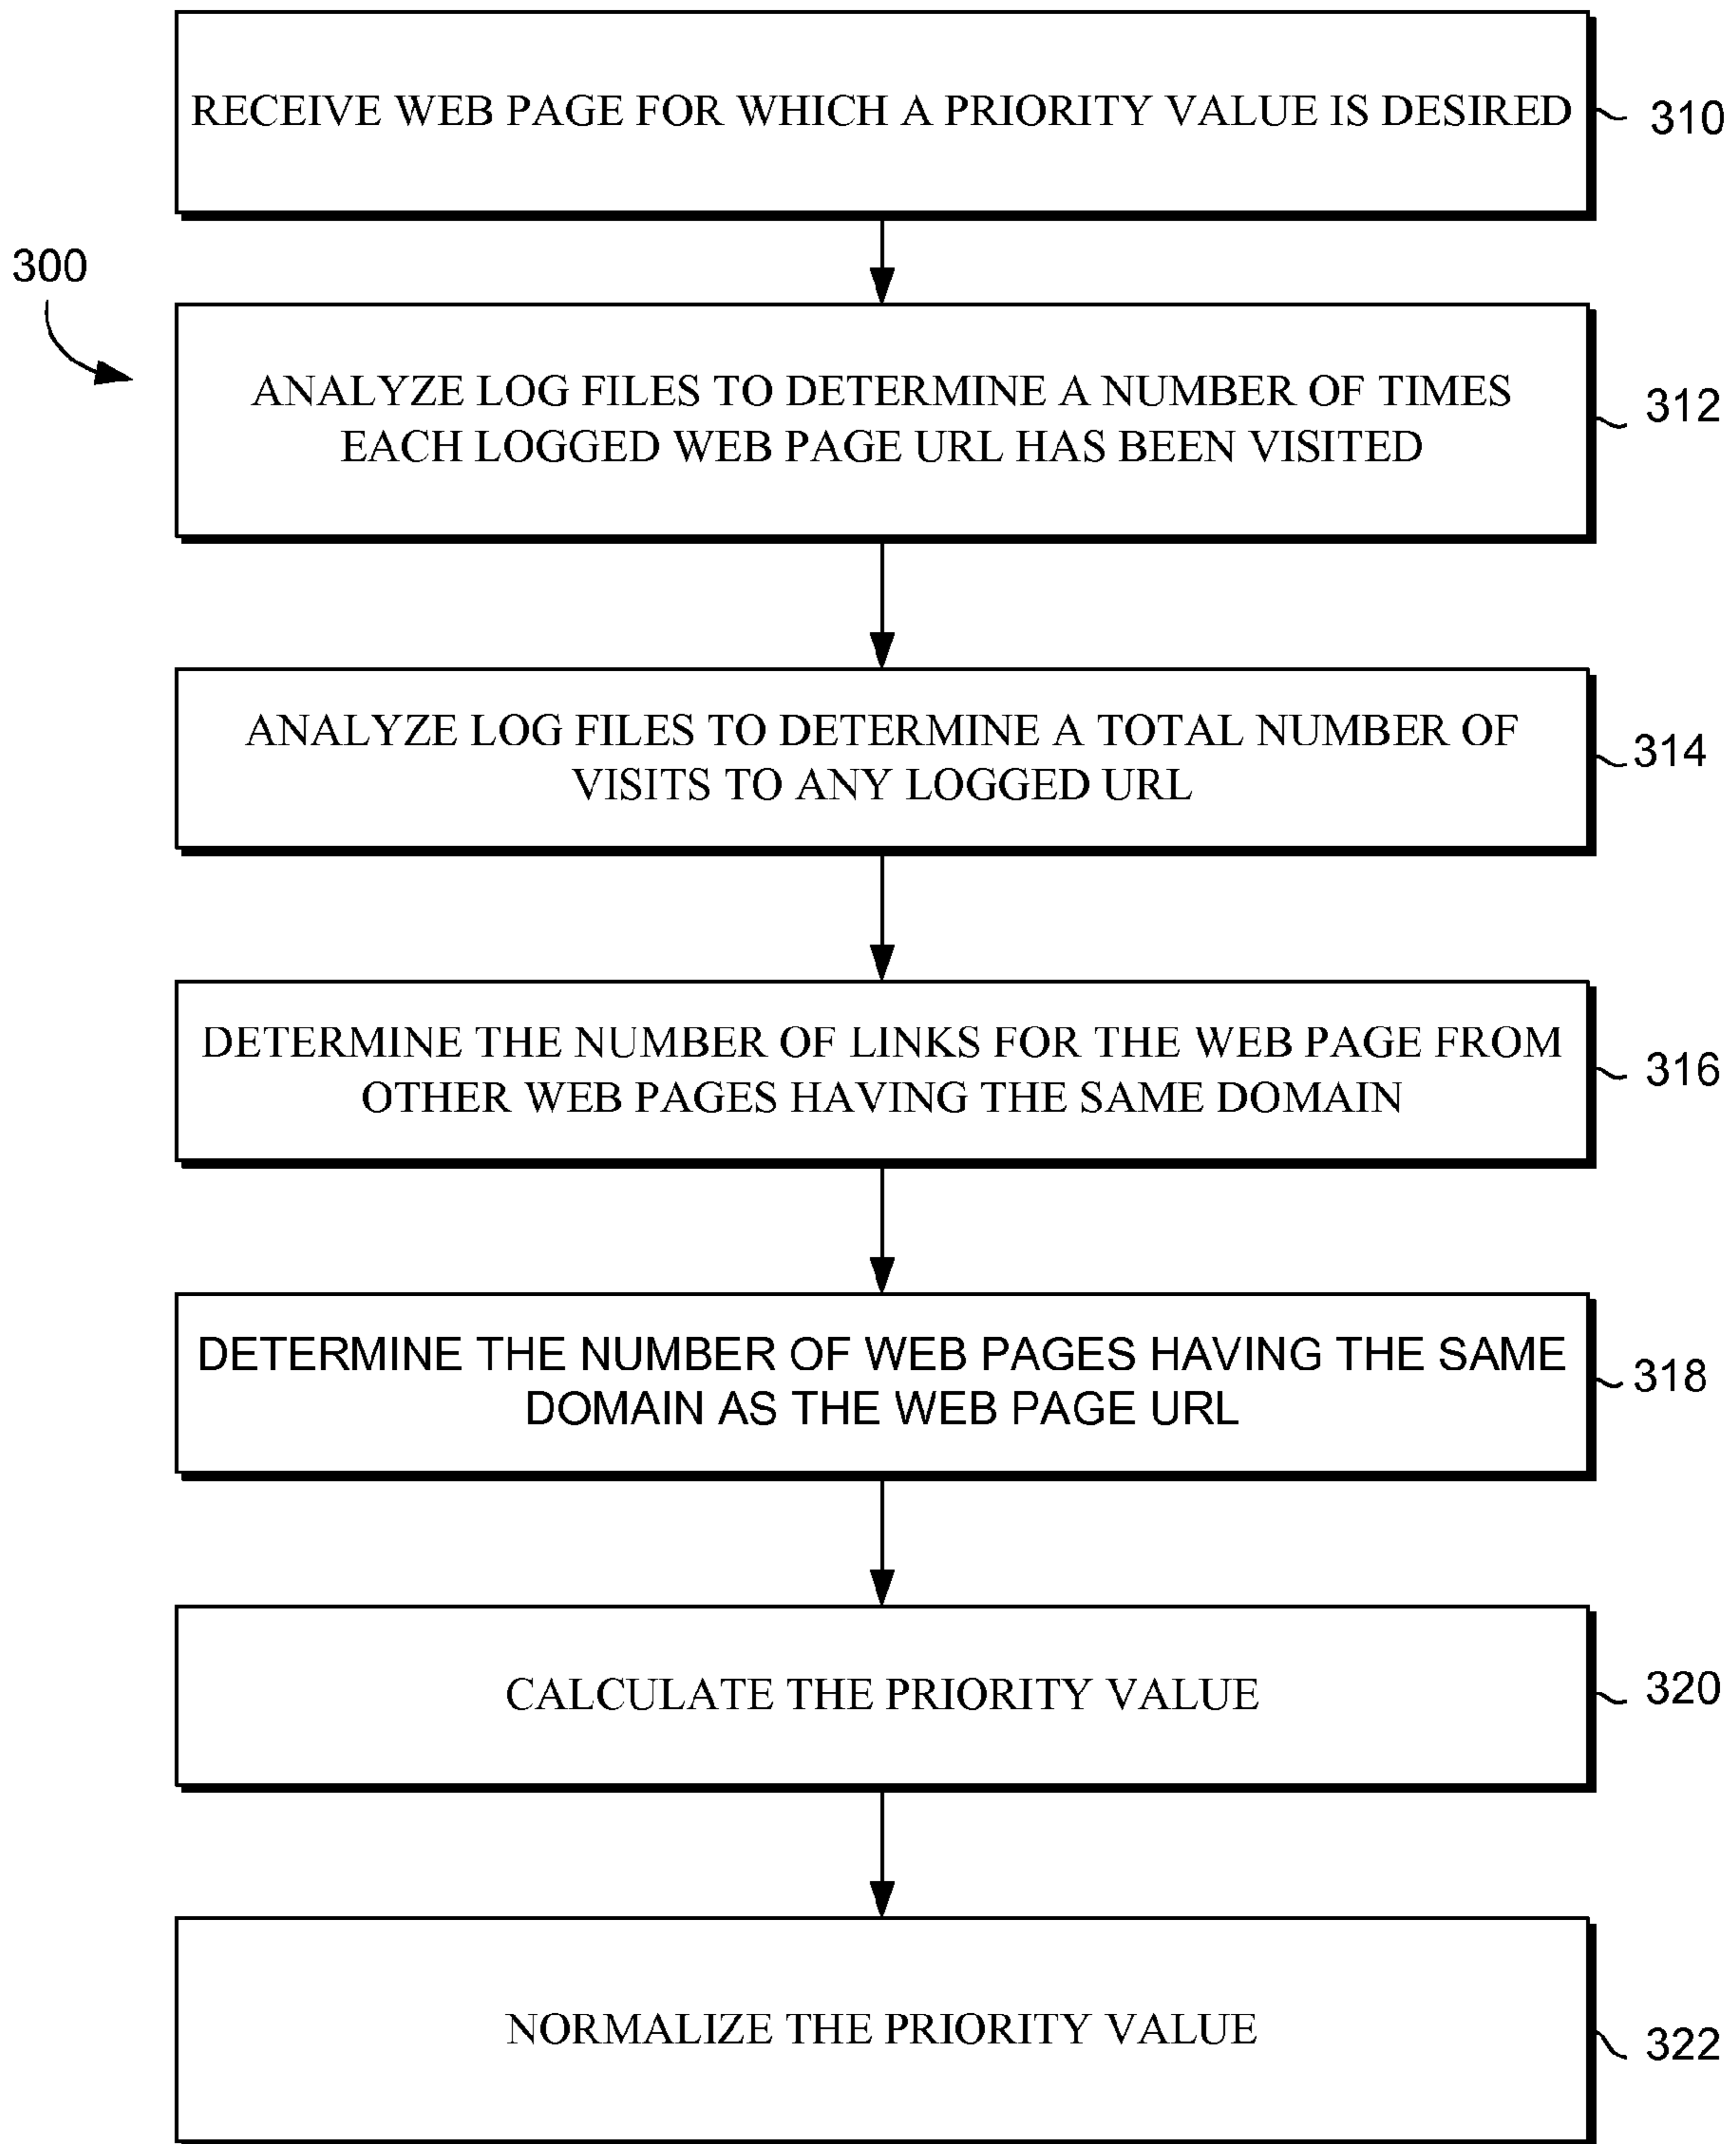 RECEIVE WEB PAGE FOR WHICH A PRIORITY VALUE IS DESIRED
310
300
ANALYZE LOG FILES TO DETERMINE A NUMBER OF TIMES
EACH LOGGED WEB PAGE URL HAS BEEN VISITED
312
ANALYZE LOG FILES TO DETERMINE A TOTAL NUMBER OF
VISITS TO ANY LOGGED URL
314
DETERMINE THE NUMBER OF LINKS FOR THE WEB PAGE FROM
OTHER WEB PAGES HAVING THE SAME DOMAIN
316
DETERMINE THE NUMBER OF WEB PAGES HAVING THE SAME
DOMAIN AS THE WEB PAGE URL
318
CALCULATE THE PRIORITY VALUE
320
NORMALIZE THE PRIORITY VALUE
322